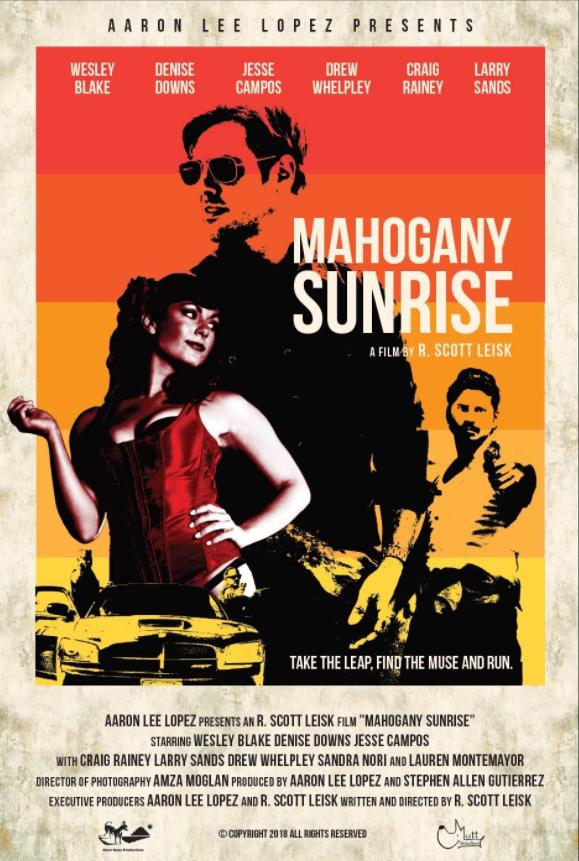 AARON LEE LOPEZ PRESENTS
WESLEY BLAKE
DENISE DOWNS
JESSE CAMPOS
DREW WHELPLEY
CRAIG RAINEY
LARRY SANDS
MAHOGANY
SUNRISE
A FILM BY R. SCOTT LEISK
TAKE THE LEAP, FIND THE MUSE AND RUN.
AARON LEE LOPEZ PRESENTS AN R. SCOTT LEISK FILM "MAHOGANY SUNRISE"
STARRING WESLEY BLAKE DENISE DOWNS JESSE CAMPOS
WITH CRAIG RAINEY LARRY SANDS DREW WHELPLEY SANDRA NORI AND LAUREN MONTEMAYOR
DIRECTOR OF PHOTOGRAPHY AMZA MOGLAN PRODUCED BY AARON LEE LOPEZ AND STEPHEN ALLEN GUTIERREZ
EXECUTIVE PRODUCERS AARON LEE LOPEZ AND R. SCOTT LEISK WRITTEN AND DIRECTED BY R. SCOTT LEISK
© COPYRIGHT 2018 ALL RIGHTS RESERVED
Mutt